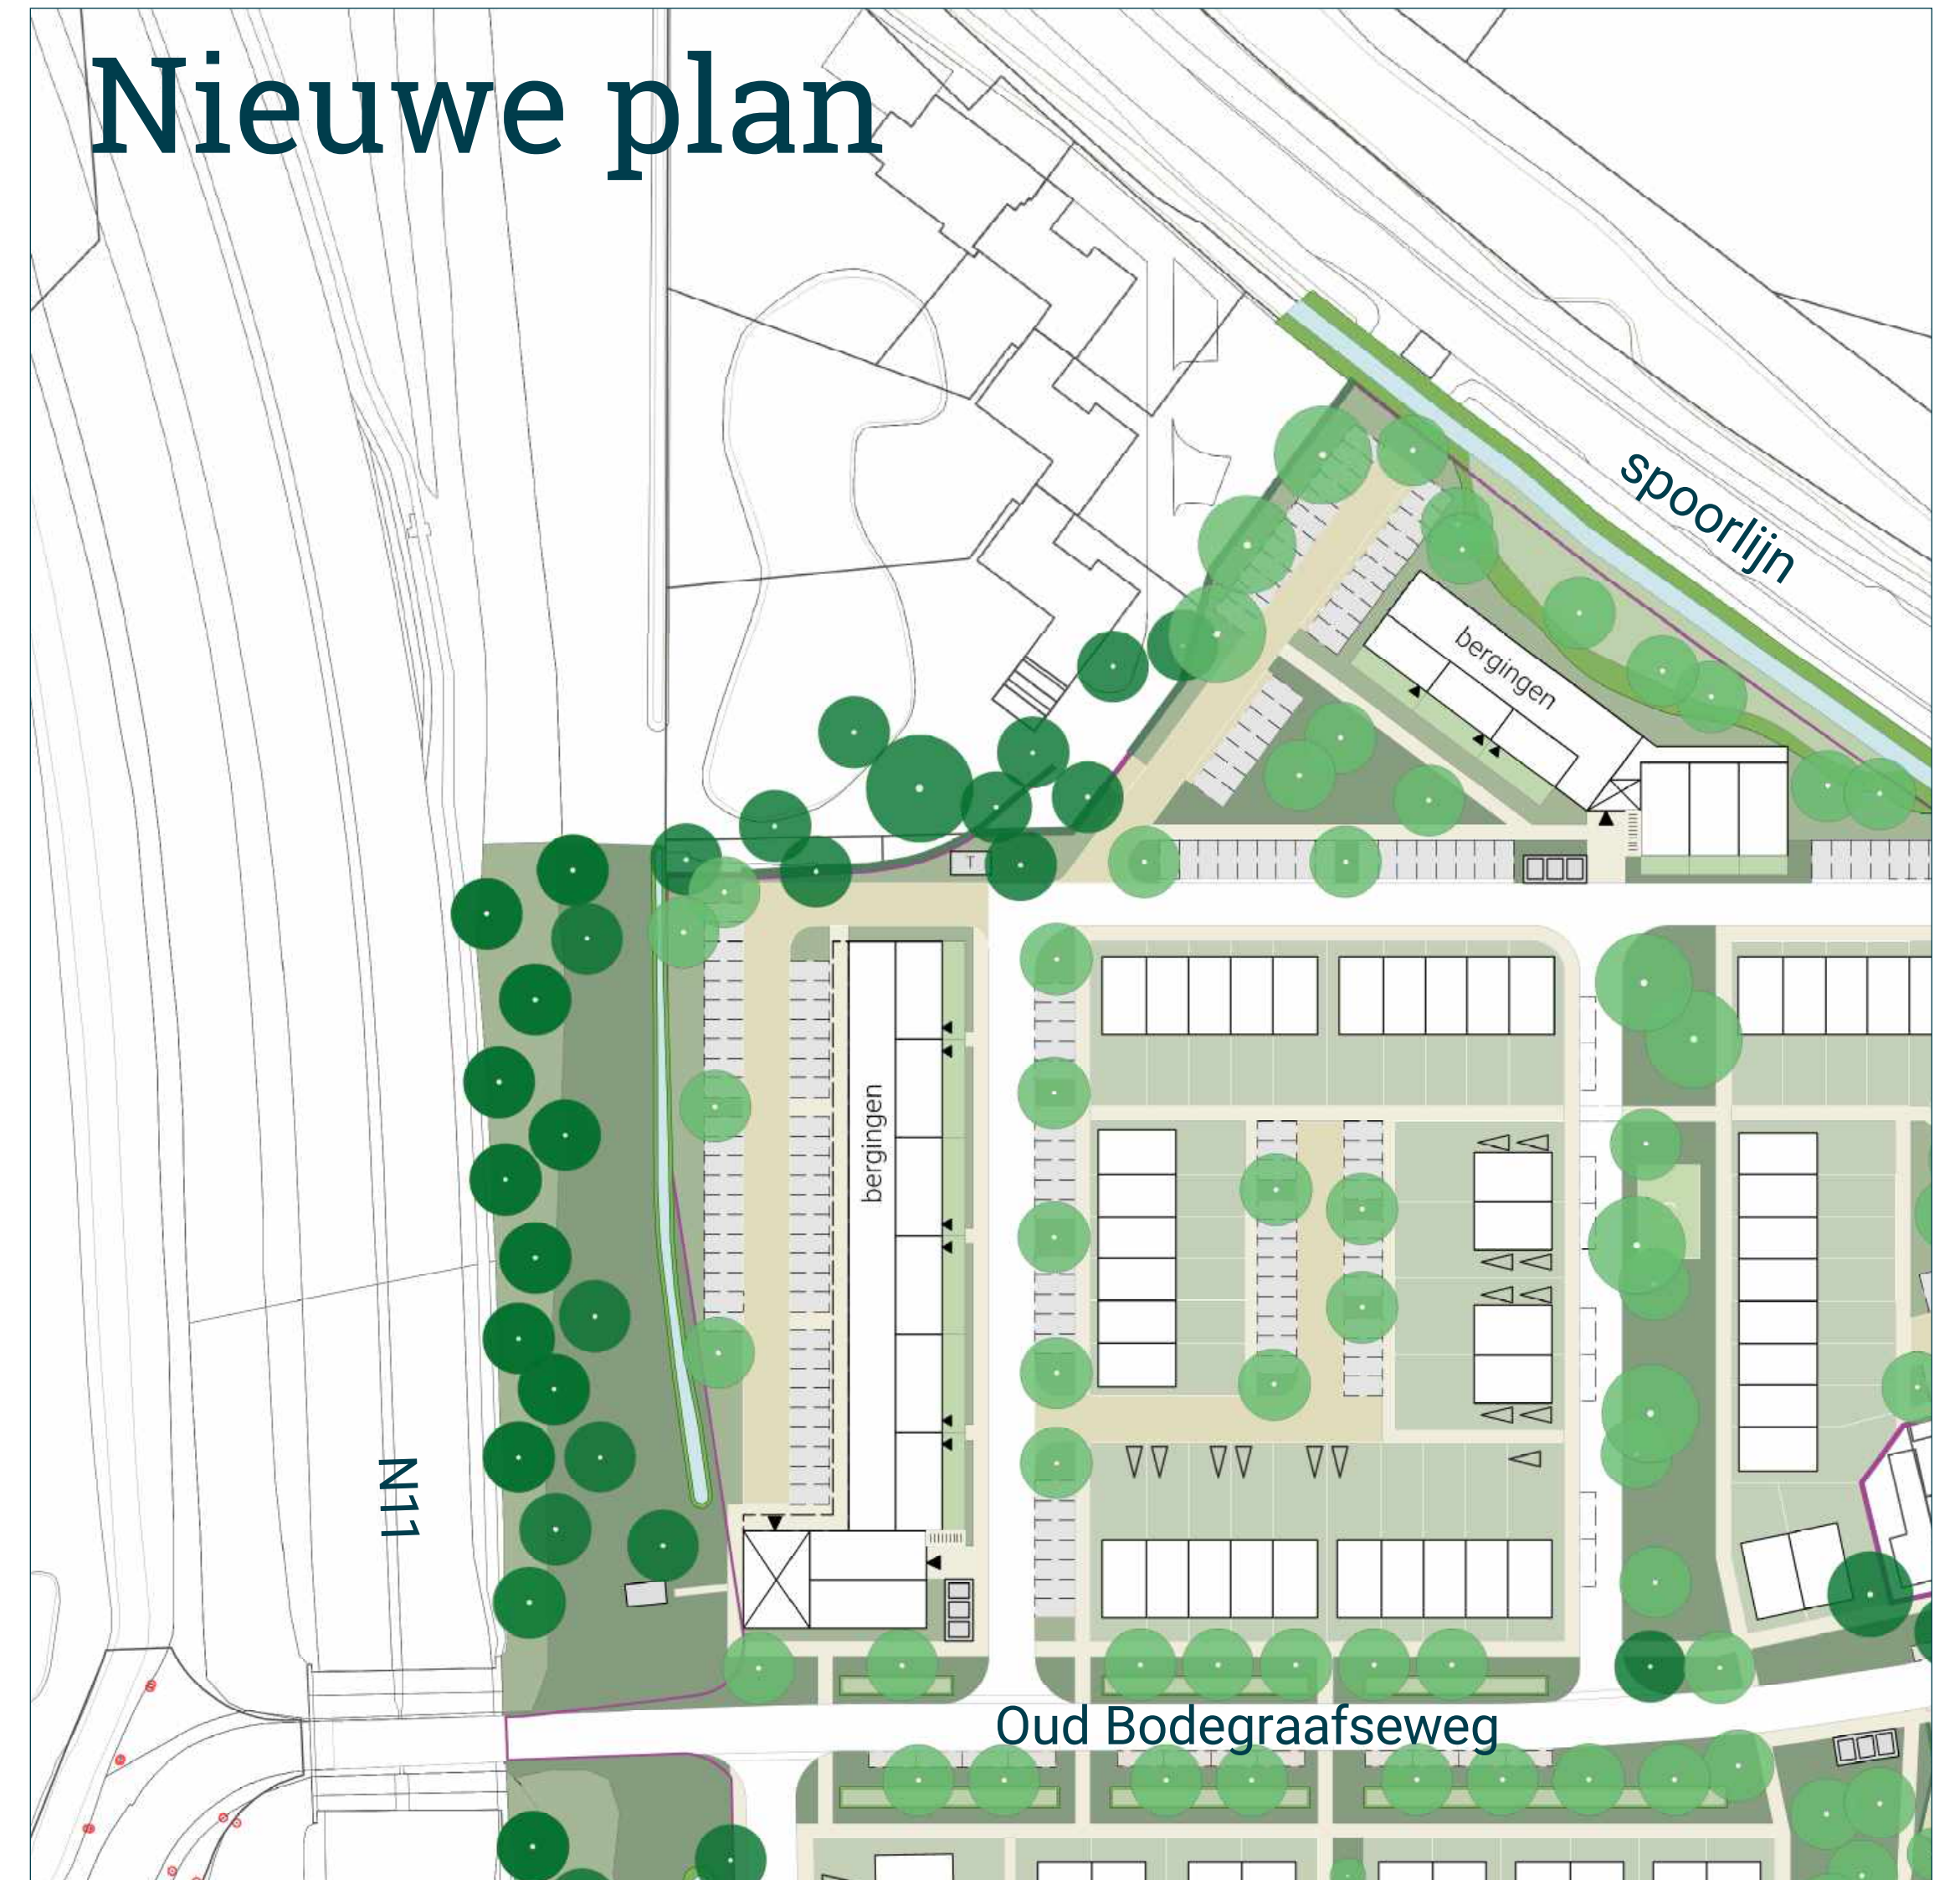 Nieuwe plan
spoorlijn
bergingen
T
bergingen
N11
Oud Bodegraafseweg